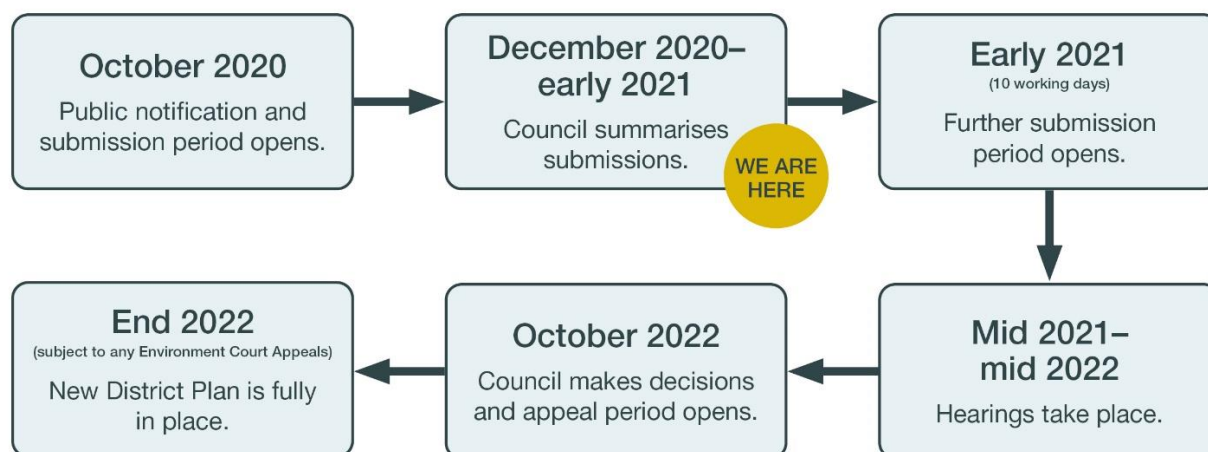 October 2020
Public notification and
submission period opens.
December 2020–
early 2021
Council summarises
submissions.
WE ARE
HERE
Early 2021
(10 working days)
Further submission
period opens.
Mid 2021–
mid 2022
Hearings take place.
October 2022
Council makes decisions
and appeal period opens.
End 2022
(subject to any Environment Court Appeals)
New District Plan is fully
in place.